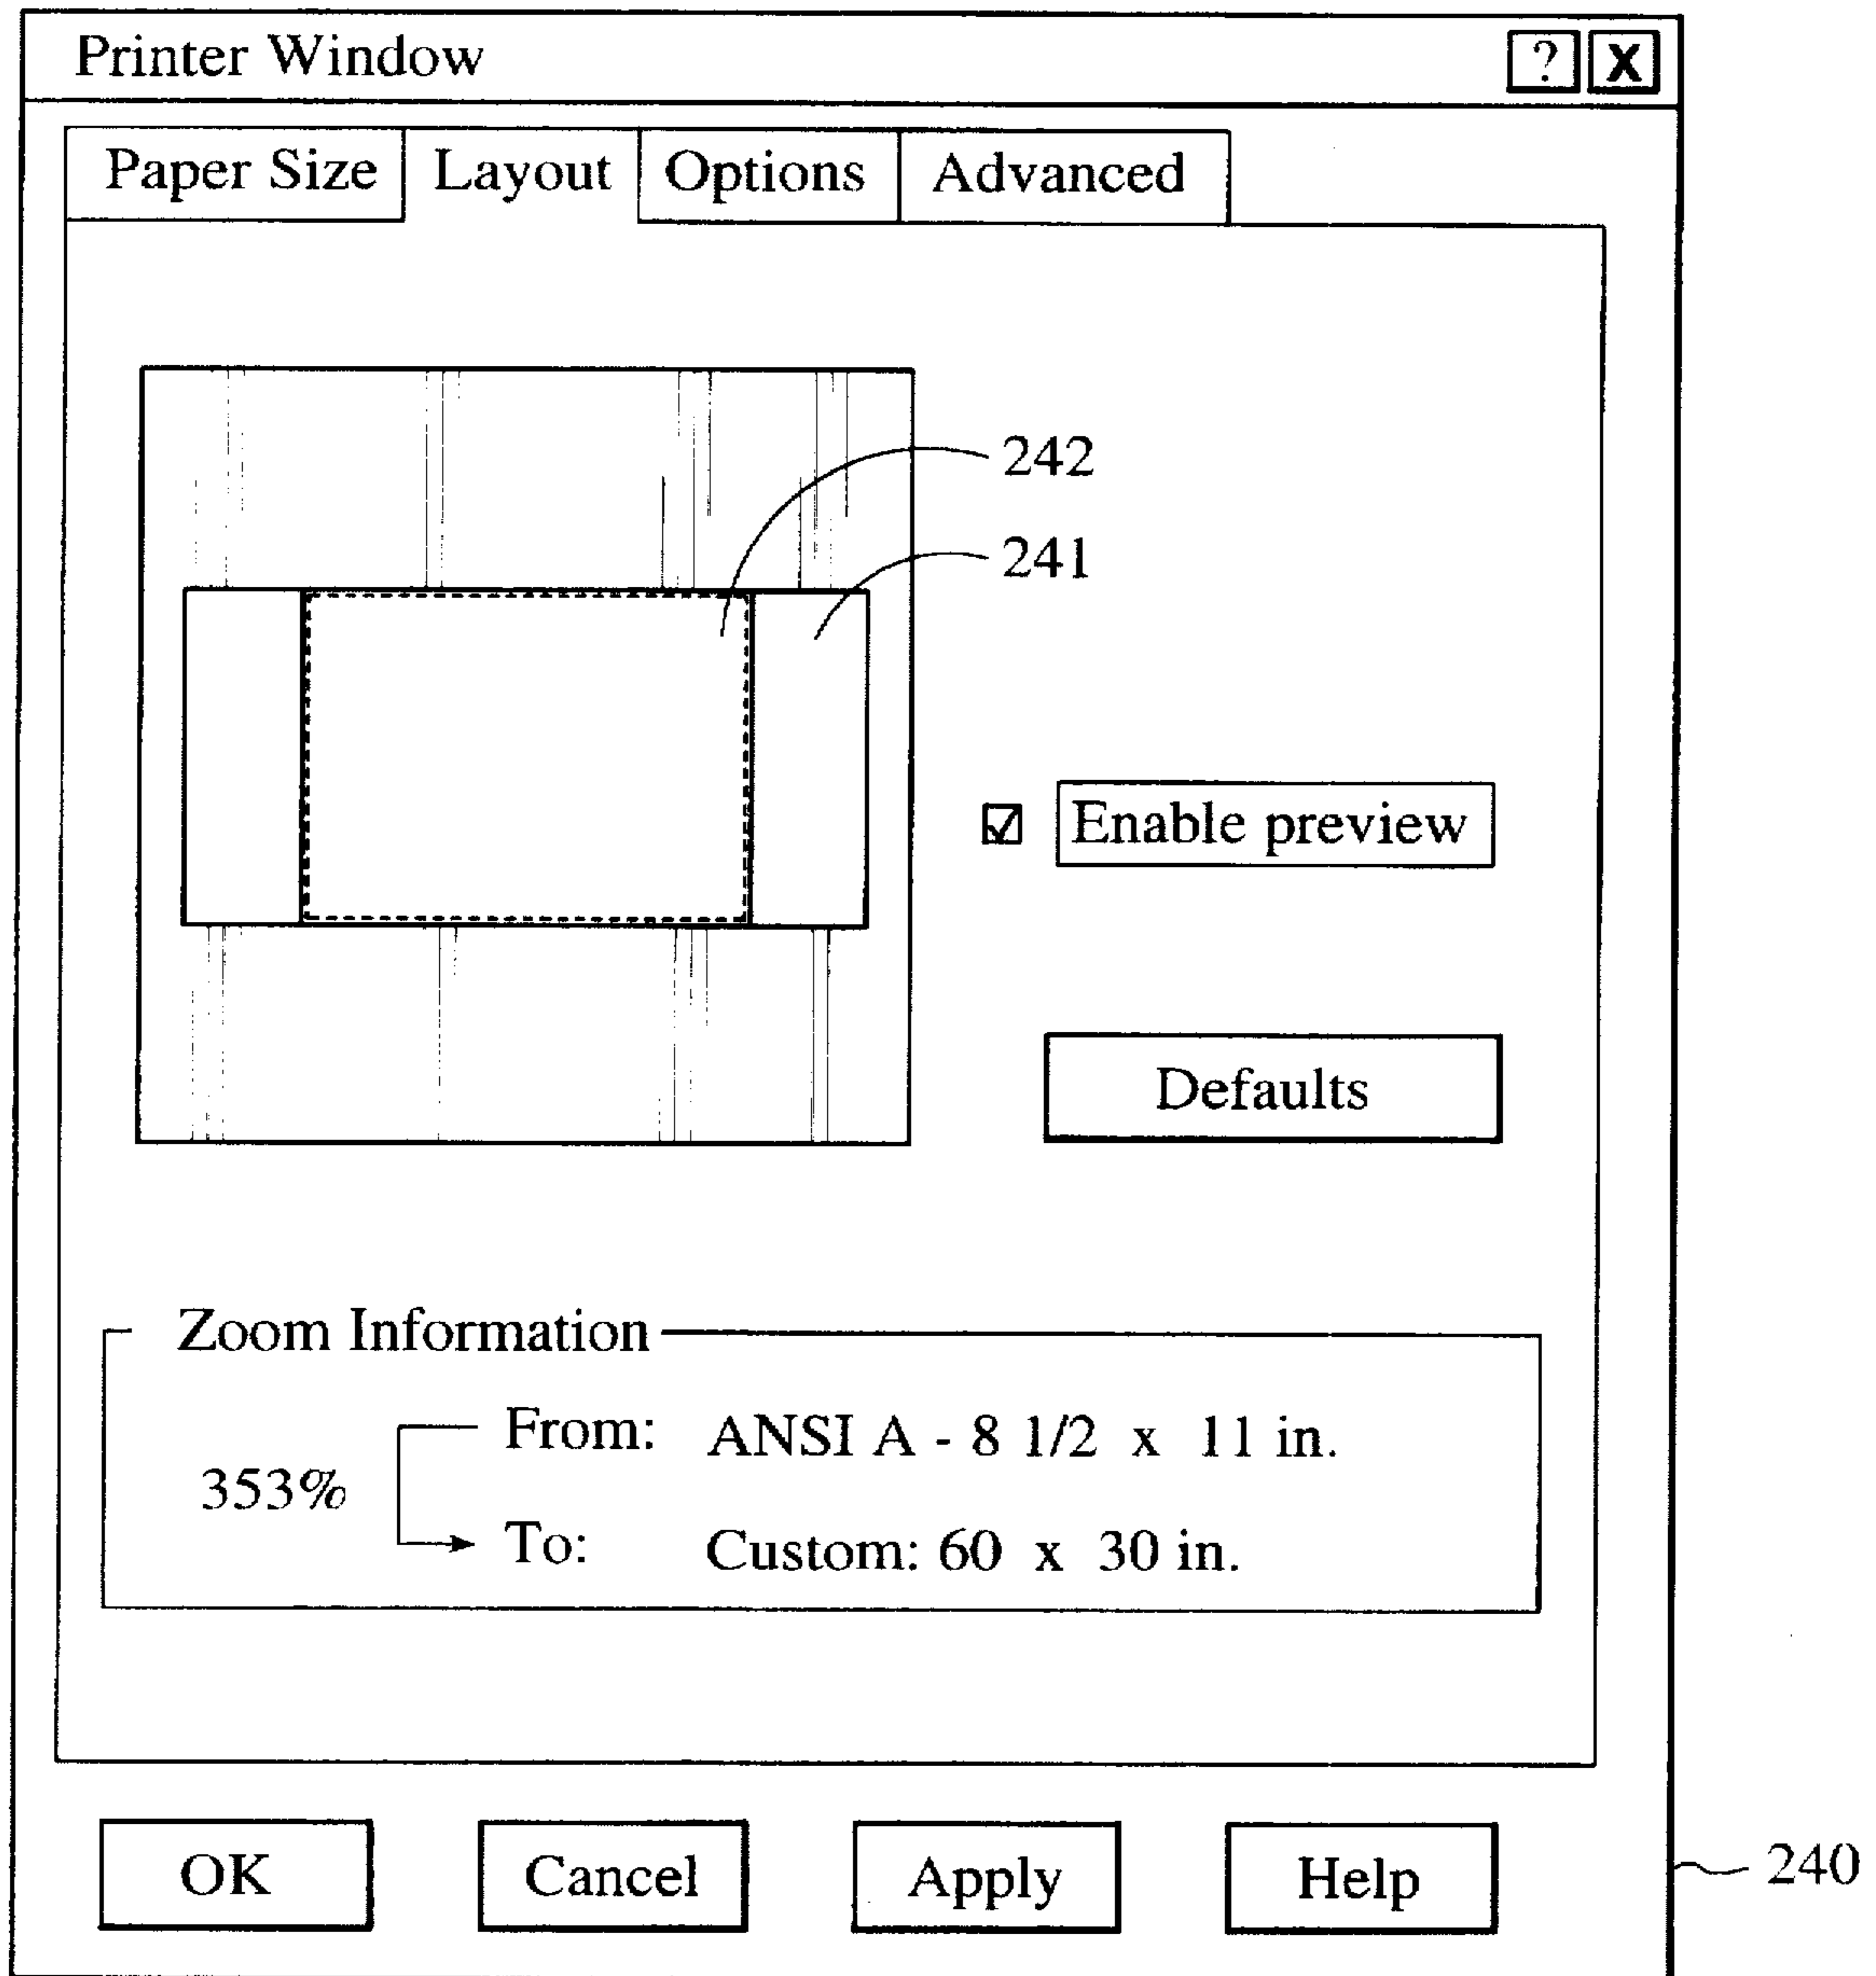 Printer Window ? X
Paper Size Layout Options Advanced
242
241
Enable preview
Defaults
Zoom Information
From: ANSI A - 8 1/2 x 11 in.
353%
To: Custom: 60 x 30 in.
OK Cancel Apply Help
240